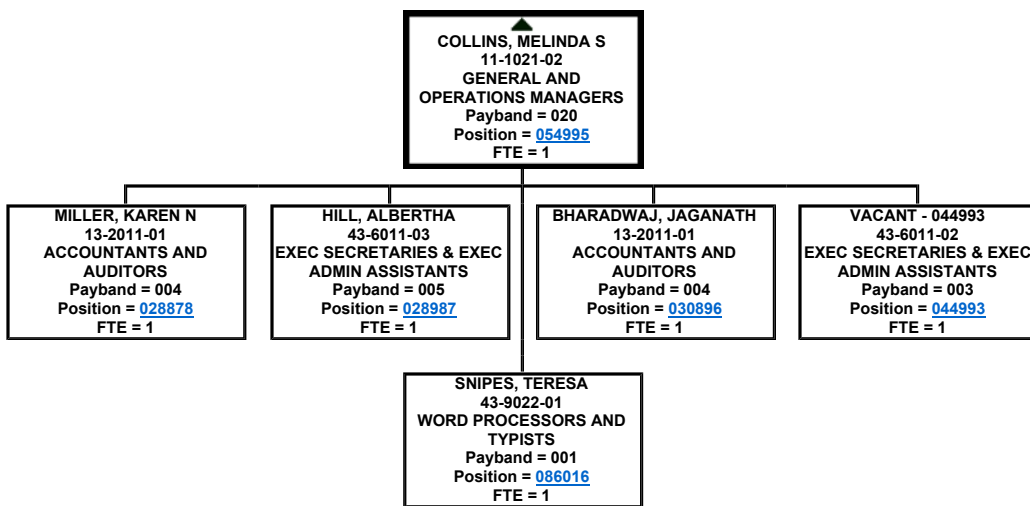 COLLINS, MELINDA S
11-1021-02
GENERAL AND
OPERATIONS MANAGERS
Payband = 020
Position = 054995
FTE = 1
MILLER, KAREN N
13-2011-01
ACCOUNTANTS AND
AUDITORS
Payband = 004
Position = 028878
FTE = 1
HILL, ALBERTHA
43-6011-03
EXEC SECRETARIES & EXEC
ADMIN ASSISTANTS
Payband = 005
Position = 028987
FTE = 1
BHARADWAJ, JAGANATH
13-2011-01
ACCOUNTANTS AND
AUDITORS
Payband = 004
Position = 030896
FTE = 1
VACANT - 044993
43-6011-02
EXEC SECRETARIES & EXEC
ADMIN ASSISTANTS
Payband = 003
Position = 044993
FTE = 1
SNIPES, TERESA
43-9022-01
WORD PROCESSORS AND
TYPISTS
Payband = 001
Position = 086016
FTE = 1